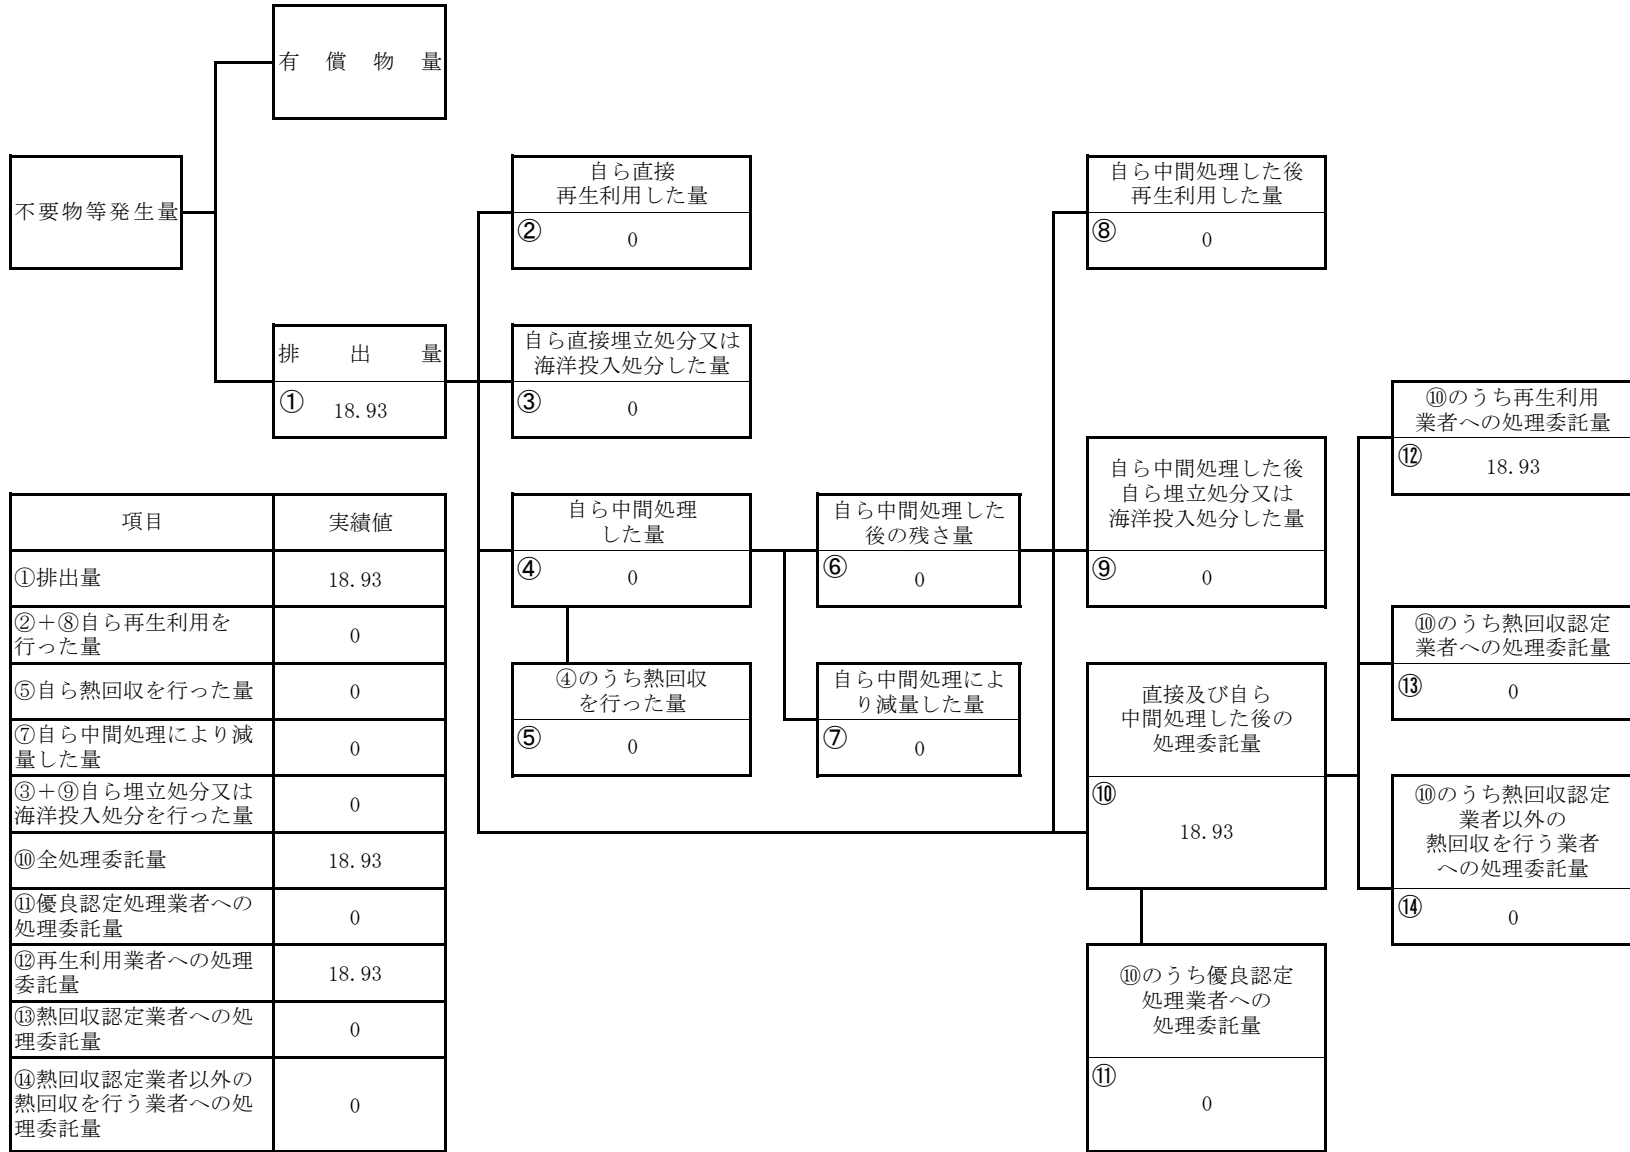 有償物量
不要物等発生量
排出量
① 18.93
自ら直接
再生利用した量
② 0
自ら直接埋立処分又は
海洋投入処分した量
③ 0
自ら中間処理
した量
④ 0
④のうち熱回収
を行った量
⑤ 0
自ら中間処理した
後の残さ量
⑥ 0
自ら中間処理によ
り減量した量
⑦ 0
自ら中間処理した後
再生利用した量
⑧ 0
自ら中間処理した後
自ら埋立処分又は
海洋投入処分した量
⑨ 0
直接及び自ら
中間処理した後の
処理委託量
⑩
18.93
⑩のうち優良認定
処理業者への
処理委託量
⑪
0
⑩のうち再生利用
業者への処理委託量
⑫ 18.93
⑩のうち熱回収認定
業者への処理委託量
⑬ 0
⑩のうち熱回収認定
業者以外の
熱回収を行う業者
への処理委託量
⑭ 0
項目 実績値
①排出量 18.93
②＋⑧自ら再生利用を
行った量 0
⑤自ら熱回収を行った量 0
⑦自ら中間処理により減
量した量 0
③＋⑨自ら埋立処分又は
海洋投入処分を行った量 0
⑩全処理委託量 18.93
⑪優良認定処理業者への
処理委託量 0
⑫再生利用業者への処理
委託量 18.93
⑬熱回収認定業者への処
理委託量 0
⑭熱回収認定業者以外の
熱回収を行う業者への処
理委託量 0